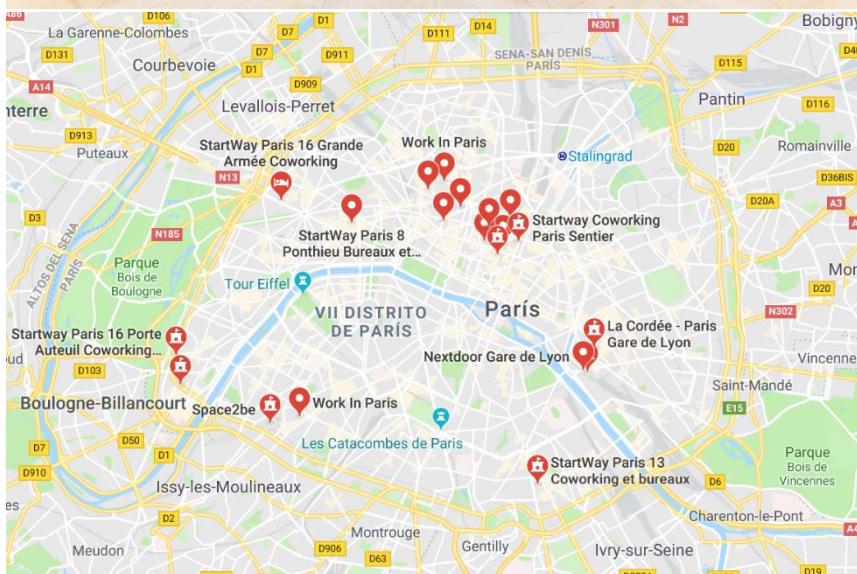 D106
D1
N301
N2
A86
La Garenne-Colombes
D7
D111
D14
Bobigny
D131
D7
D911
SENA-SAN DENÍS
PARÍS
Courbevoie
D1
D115
A14
D909
Pantin
nterre
Levallois-Perret
D116
D913
StartWay Paris 16 Grande
Armée Coworking
Work In Paris
Stalingrad
D20
Romainville
Puteaux
N13
D36BIS
D3
StartWay Paris 8
Ponthieu Bureaux et...
Startway Coworking
Paris Sentier
D20A
A3
N185
ALTOS DEL SENA
PARÍS
Parque
Bois de
Boulogne
Tour Eiffel
D20
VII DISTRITO
DE PARÍS
París
N302
Startway Paris 16 Porte
Auteuil Coworking...
La Cordée - Paris
Gare de Lyon
Nextdoor Gare de Lyon
Vincenne
D103
Saint-Mandé
Boulogne-Billancourt
Space2be
Work In Paris
E15
D50
Les Catacombes de Paris
D7
D1
D910
StartWay Paris 13
Coworking et bureaux
Parque
Bois de
Vincennes
D6
Issy-les-Moulineaux
D2
Charenton-le-Pont
A4
Montrouge
Meudon
D906
D63
Gentilly
Ivry-sur-Seine
D19